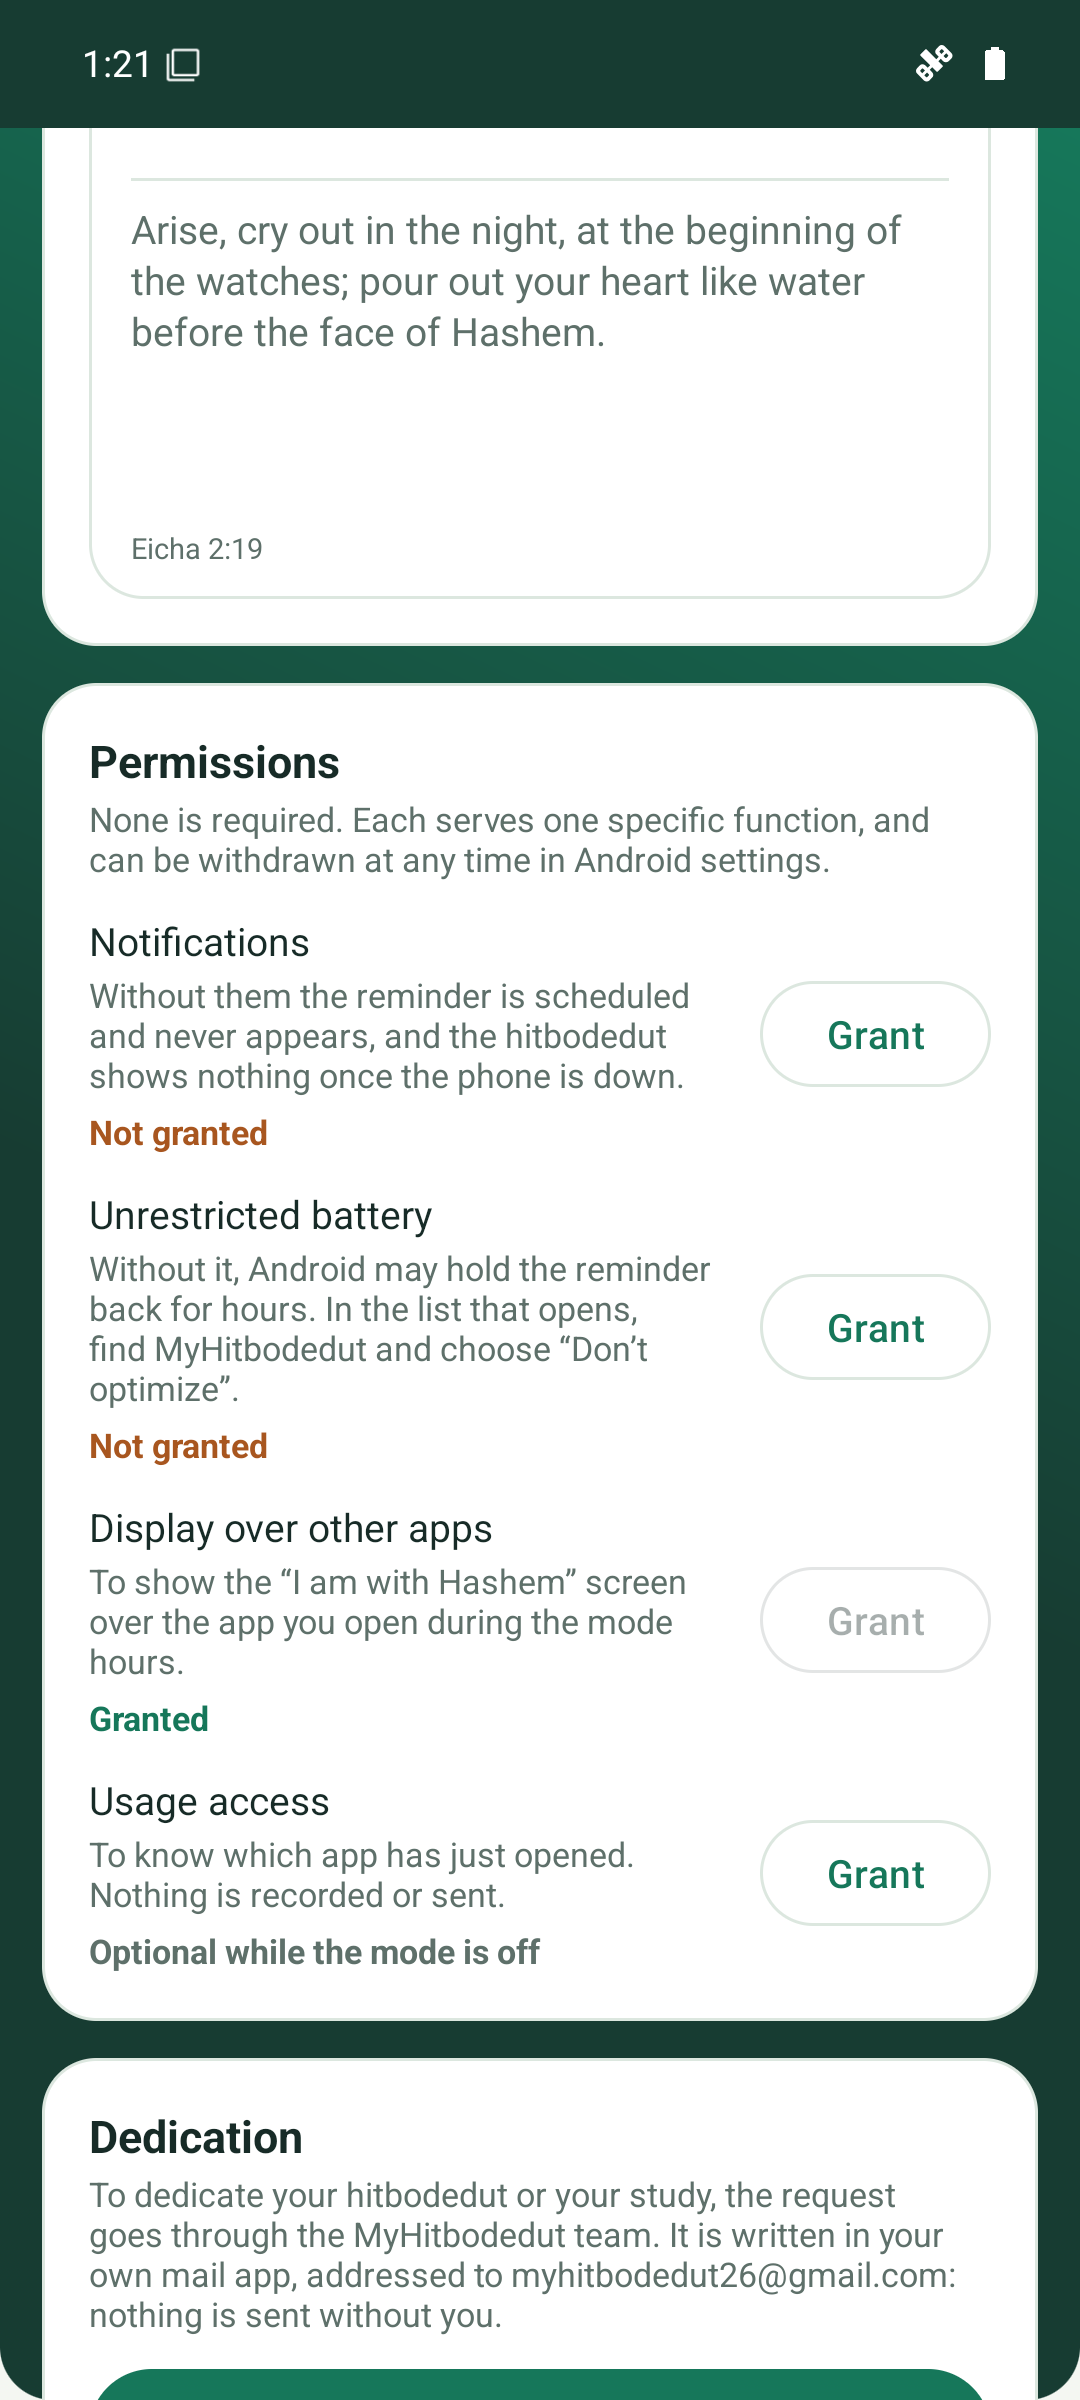 1:21
Arise, cry out in the night, at the beginning of
the watches; pour out your heart like water
before the face of Hashem.
Eicha 2:19
Permissions
None is required. Each serves one specific function, and
can be withdrawn at any time in Android settings.
Notifications
Without them the reminder is scheduled
and never appears, and the hitbodedut
shows nothing once the phone is down.
Grant
Not granted
Unrestricted battery
Without it, Android may hold the reminder
back for hours. In the list that opens,
find MyHitbodedut and choose “Don’t
optimize”.
Grant
Not granted
Display over other apps
To show the “I am with Hashem” screen
over the app you open during the mode
hours.
Grant
Granted
Usage access
To know which app has just opened.
Nothing is recorded or sent.
Grant
Optional while the mode is off
Dedication
To dedicate your hitbodedut or your study, the request
goes through the MyHitbodedut team. It is written in your
own mail app, addressed to myhitbodedut26@gmail.com:
nothing is sent without you.